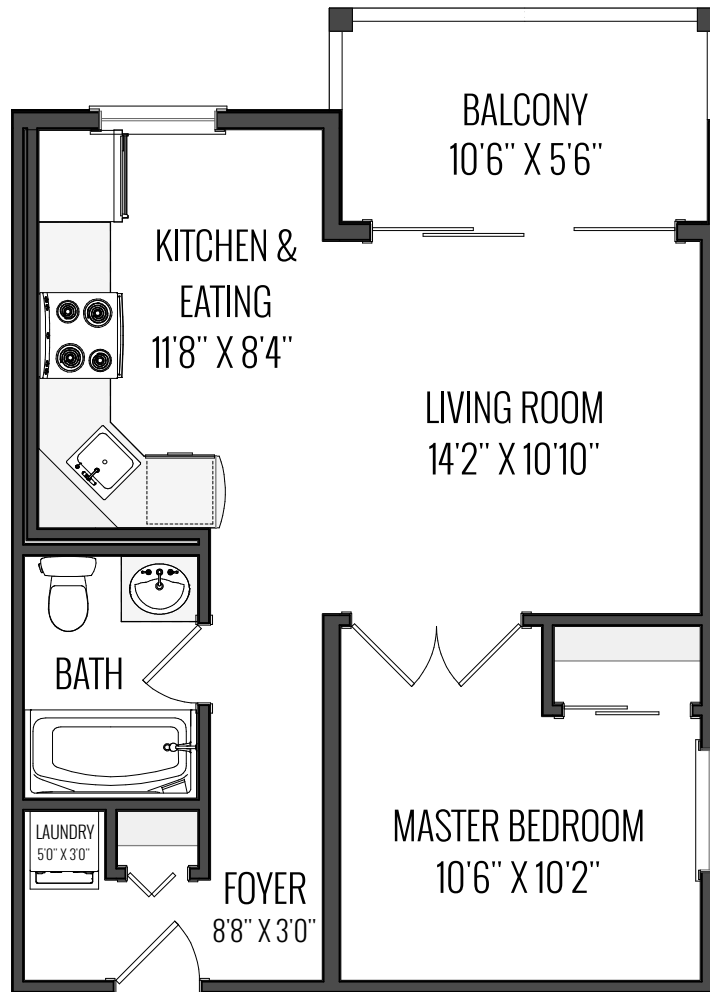 BALCONY
10'6" X 5'6"
KITCHEN &
EATING
11'8" X 8'4"
LIVING ROOM
14'2" X 10'10"
BATH
MASTER BEDROOM
10'6" X 10'2"
LAUNDRY
5'0" X 3'0"
FOYER
8'8" X 3'0"